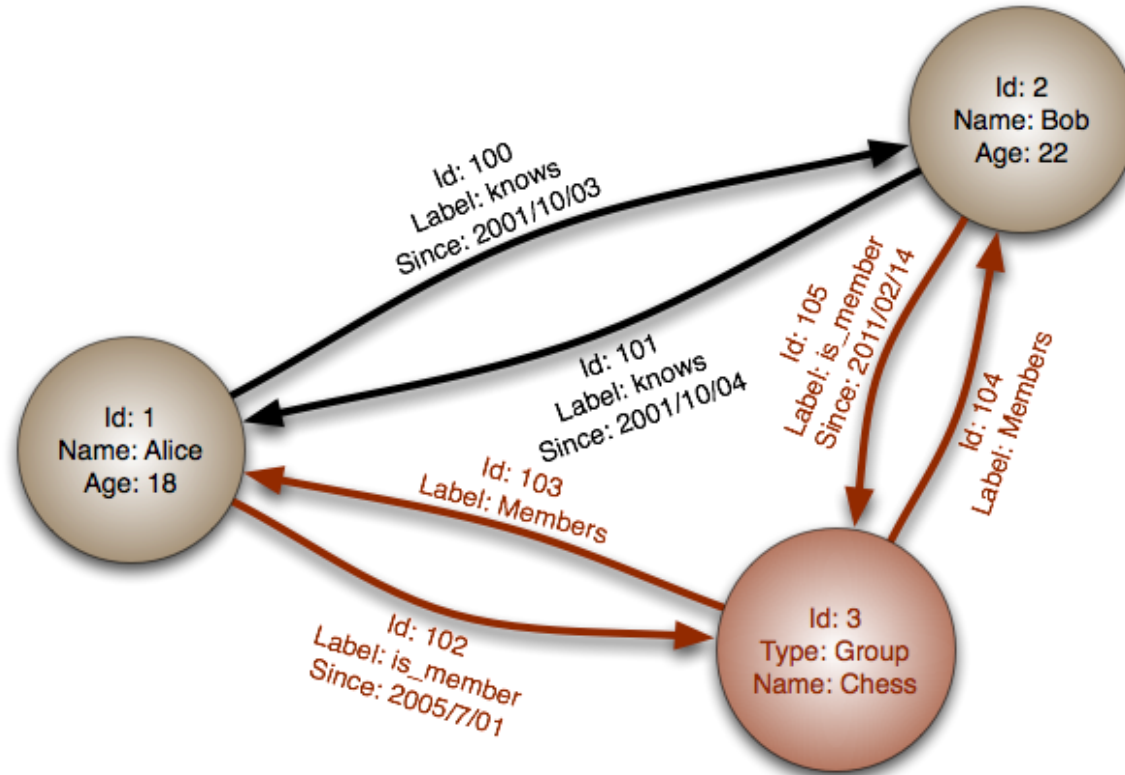 Id: 2
Name: Bob
Age: 22
Id: 100
Label: knows
Since: 2001/10/03
Id: 101
Label: knows
Since: 2001/10/04
Id: 105
Label: is_member
Since: 2011/02/14
Id: 104
Label: Members
Id: 1
Name: Alice
Age: 18
Id: 103
Label: Members
Id: 102
Label: is_member
Since: 2005/7/01
Id: 3
Type: Group
Name: Chess